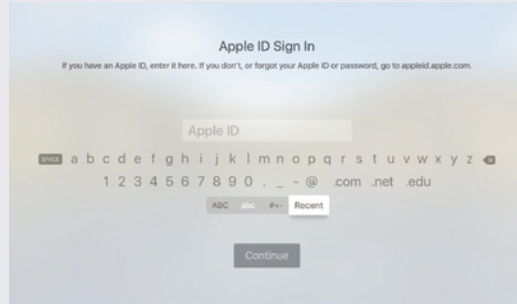 Apple ID Sign In
If you have an Apple ID, enter it here. If you don't, or forgot your Apple ID or password, go to appleid.apple.com.
Apple ID
SPACE a b c d e f g h i j k l m n o p q r s t u v w x y z
1 2 3 4 5 6 7 8 9 0 . _ - @ .com .net .edu
ABC abc #+- Recent
Continue